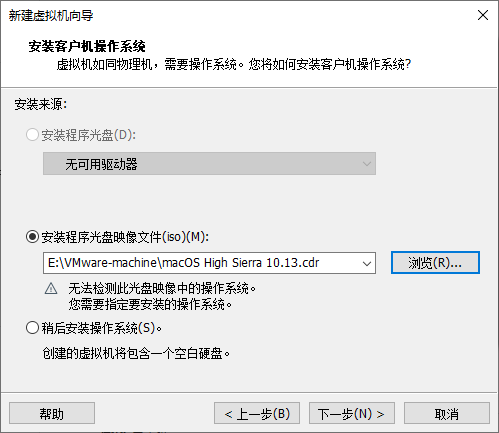 新建虚拟机向导
安装客户机操作系统
虚拟机如同物理机，需要操作系统。您将如何安装客户机操作系统?
安装来源:
安装程序光盘(D):
无可用驱动器
安装程序光盘映像文件(iso)(M):
E:\VMware-machine\macOS High Sierra 10.13.cdr
浏览(R)...
无法检测此光盘映像中的操作系统。
您需要指定要安装的操作系统。
稍后安装操作系统(S)。
创建的虚拟机将包含一个空白硬盘。
帮助
< 上一步(B)
下一步(N) >
取消